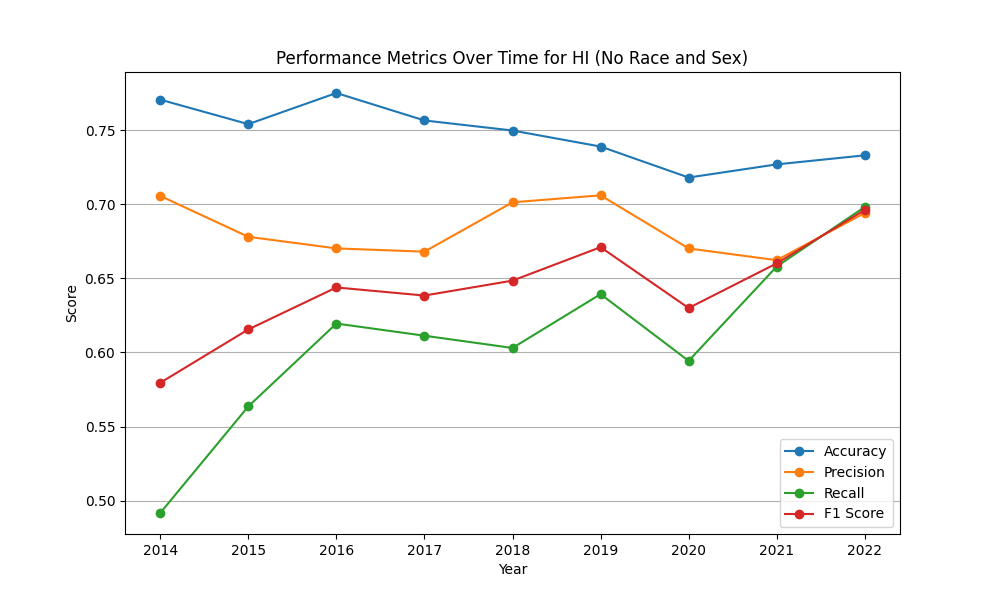 Performance Metrics Over Time for HI (No Race and Sex)
Score
0.75
0.70
0.65
0.60
0.55
0.50
Accuracy
Precision
Recall
F1 Score
2014 2015 2016 2017 2018 2019 2020 2021 2022
Year